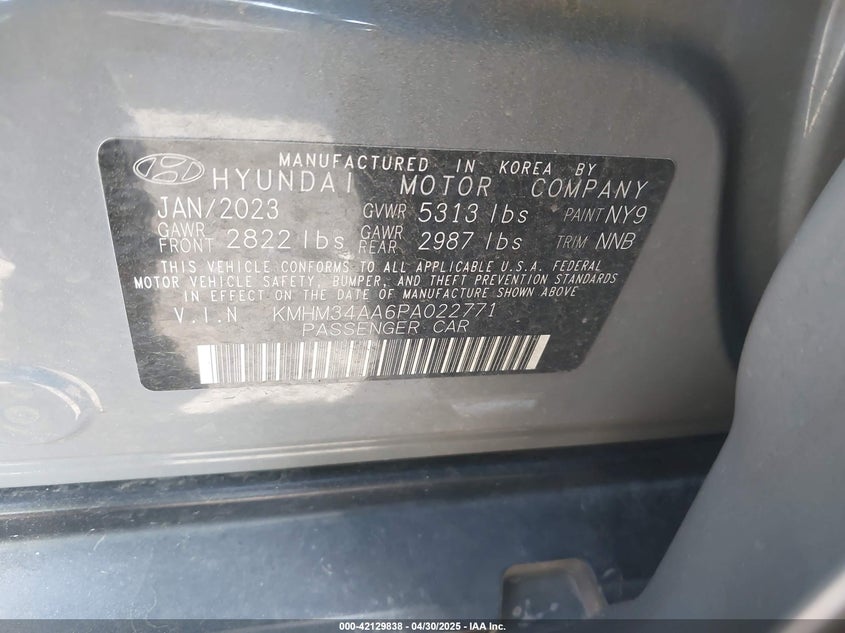 MANUFACTURED IN KOREA BY
HYUNDAI MOTOR COMPANY
JAN/2023 GVWR 5313 lbs PAINT NY9
GAWR FRONT 2822 lbs GAWR REAR 2987 lbs TRIM NNB
THIS VEHICLE CONFORMS TO ALL APPLICABLE U.S.A. FEDERAL
MOTOR VEHICLE SAFETY, BUMPER, AND THEFT PREVENTION STANDARDS
IN EFFECT ON THE DATE OF MANUFACTURE SHOWN ABOVE
V.I.N KMHM34AA6PA022771
PASSENGER CAR
000-42129838 - 04/30/2025 - IAA Inc.